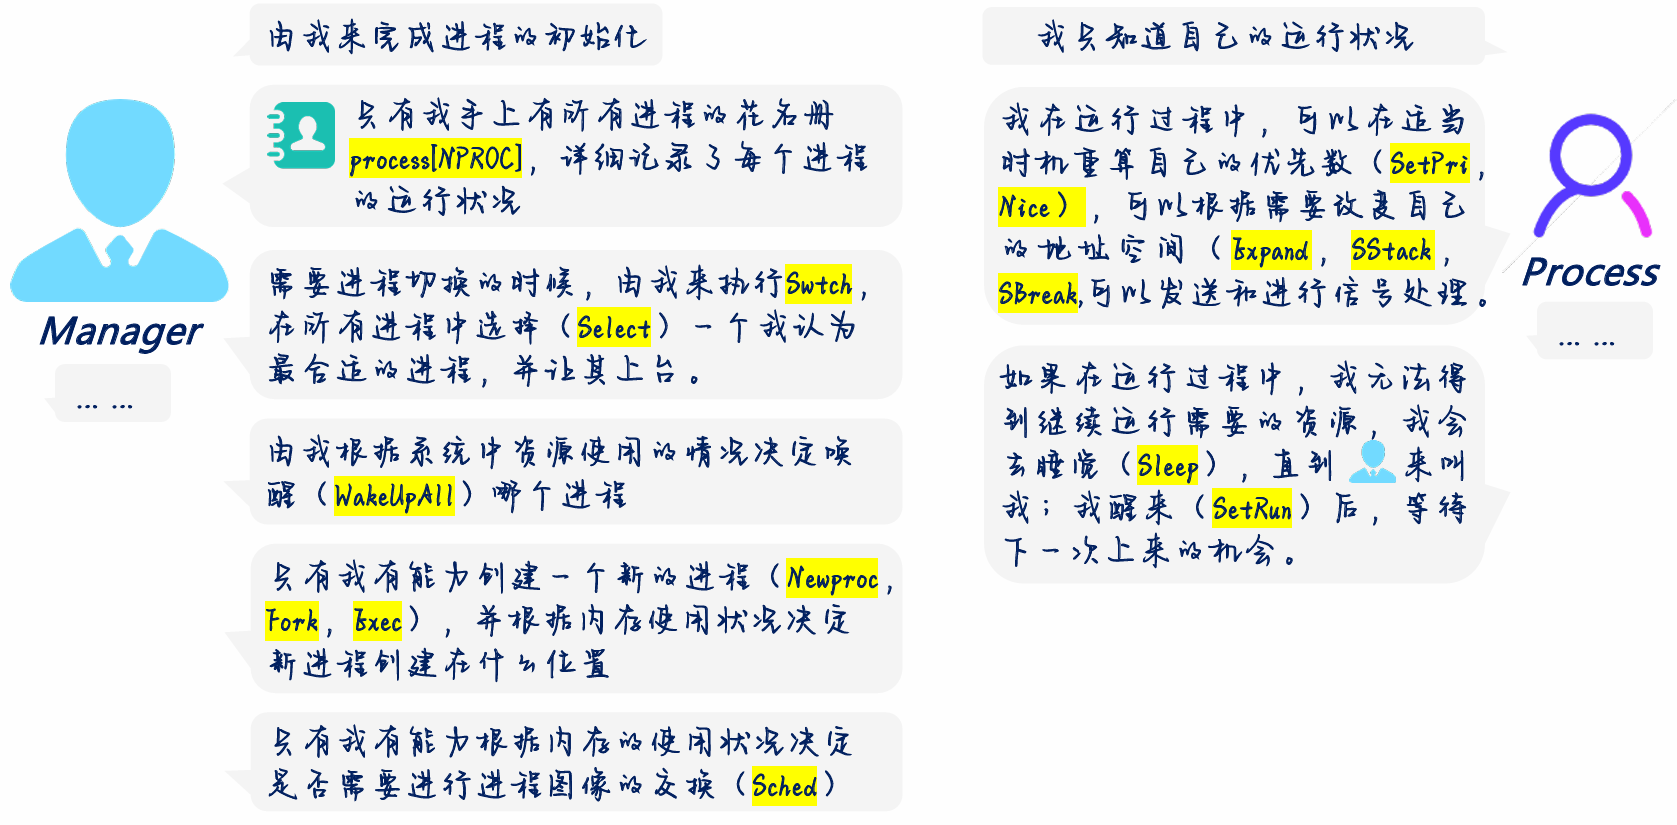 由我来完成进程的初始化
只有我手上有所有进程的花名册
process[NPROC]，详细记录了每个进程
的运行状况
Manager
... ...
需要进程切换的时候，由我来执行Swtch，
在所有进程中选择（Select）一个我认为
最合适的进程，并让其上台。
由我根据系统中资源使用的情况决定唤
醒（WakeUpAll）哪个进程
只有我有能力创建一个新的进程（Newproc，
Fork，Exec），并根据内存使用状况决定
新进程创建在什么位置
只有我有能力根据内存的使用状况决定
是否需要进行进程图像的交换（Sched）
我只知道自己的运行状况
我在运行过程中，可以在适当
时机重算自己的优先数（SetPri，
Nice），可以根据需要改变自己
的地址空间（Expand，SStack，
SBreak,可以发送和进行信号处理。
Process
... ...
如果在运行过程中，我无法得
到继续运行需要的资源，我会
去睡觉（Sleep），直到来叫
我；我醒来（SetRun）后，等待
下一次上来的机会。